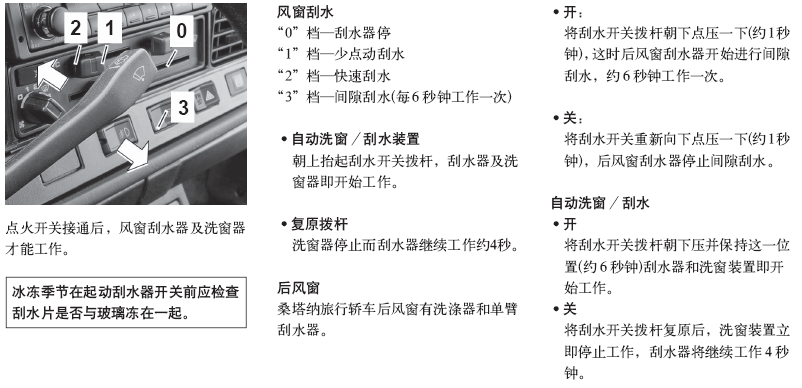 2
1
0
3
点火开关接通后，风窗刮水器及洗窗器
才能工作。
冰冻季节在起动刮水器开关前应检查
刮水片是否与玻璃冻在一起。
风窗刮水
“0”档—刮水器停
“1”档—少点动刮水
“2”档—快速刮水
“3”档—间隙刮水(每6秒钟工作一次)
•自动洗窗／刮水装置
朝上抬起刮水开关拨杆，刮水器及洗
窗器即开始工作。
•复原拨杆
洗窗器停止而刮水器继续工作约4秒。
后风窗
桑塔纳旅行轿车后风窗有洗涤器和单臂
刮水器。
•开：
将刮水开关拨杆朝下点压一下(约1秒
钟)，这时后风窗刮水器开始进行间隙
刮水，约6秒钟工作一次。
•关：
将刮水开关重新向下点压一下(约1秒
钟)，后风窗刮水器停止间隙刮水。
自动洗窗／刮水
•开
将刮水开关拨杆朝下压并保持这一位
置(约6秒钟)刮水器和洗窗装置即开
始工作。
•关
将刮水开关拨杆复原后，洗窗装置立
即停止工作，刮水器将继续工作4秒
钟。